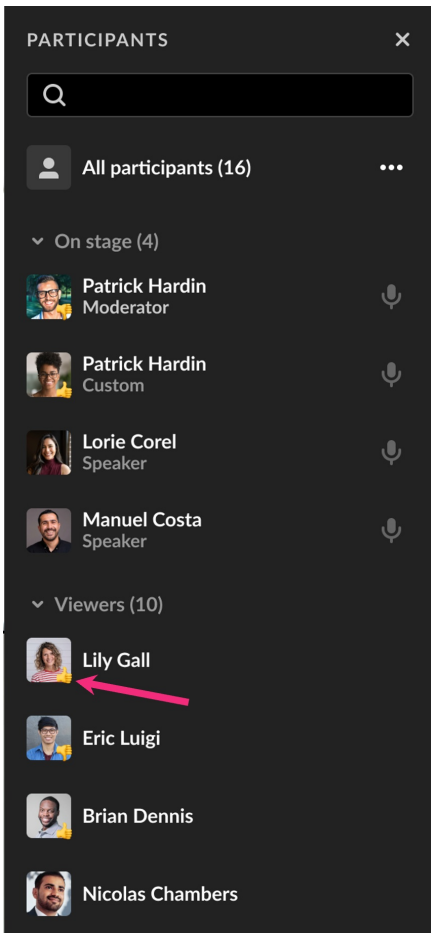 PARTICIPANTS
All participants (16)
On stage (4)
Patrick Hardin
Moderator
Patrick Hardin
Custom
Lorie Corel
Speaker
Manuel Costa
Speaker
Viewers (10)
Lily Gall
Eric Luigi
Brian Dennis
Nicolas Chambers